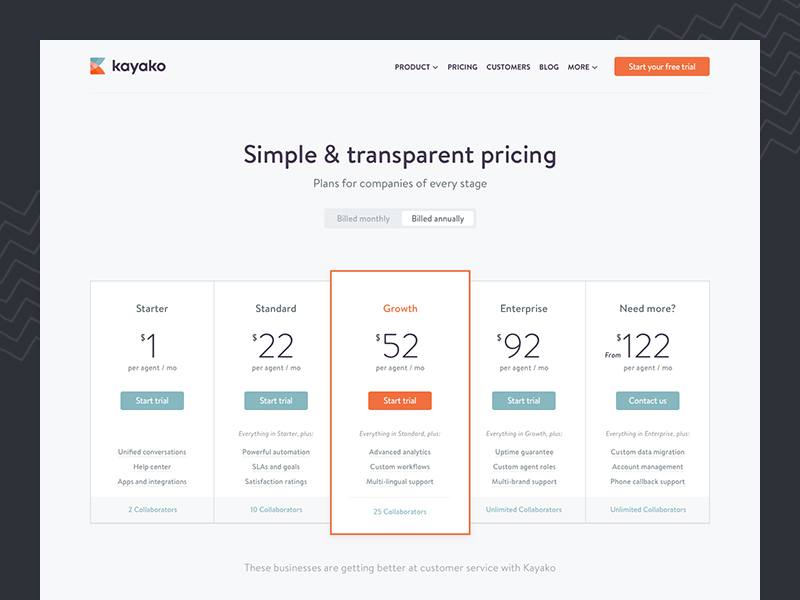 kayako
PRODUCT PRICING CUSTOMERS BLOG MORE Start your free trial
Simple & transparent pricing
Plans for companies of every stage
Billed monthly Billed annually
Starter
$1
per agent / mo
Start trial
Unified conversations
Help center
Apps and integrations
2 Collaborators
Standard
$22
per agent / mo
Start trial
Everything in Starter, plus:
Powerful automation
SLAs and goals
Satisfaction ratings
10 Collaborators
Growth
$52
per agent / mo
Start trial
Everything in Standard, plus:
Advanced analytics
Custom workflows
Multi-lingual support
25 Collaborators
Enterprise
$92
per agent / mo
Start trial
Everything in Growth, plus:
Uptime guarantee
Custom agent roles
Multi-brand support
Unlimited Collaborators
Need more?
From $122
per agent / mo
Contact us
Everything in Enterprise, plus:
Custom data migration
Account management
Phone callback support
Unlimited Collaborators
These businesses are getting better at customer service with Kayako